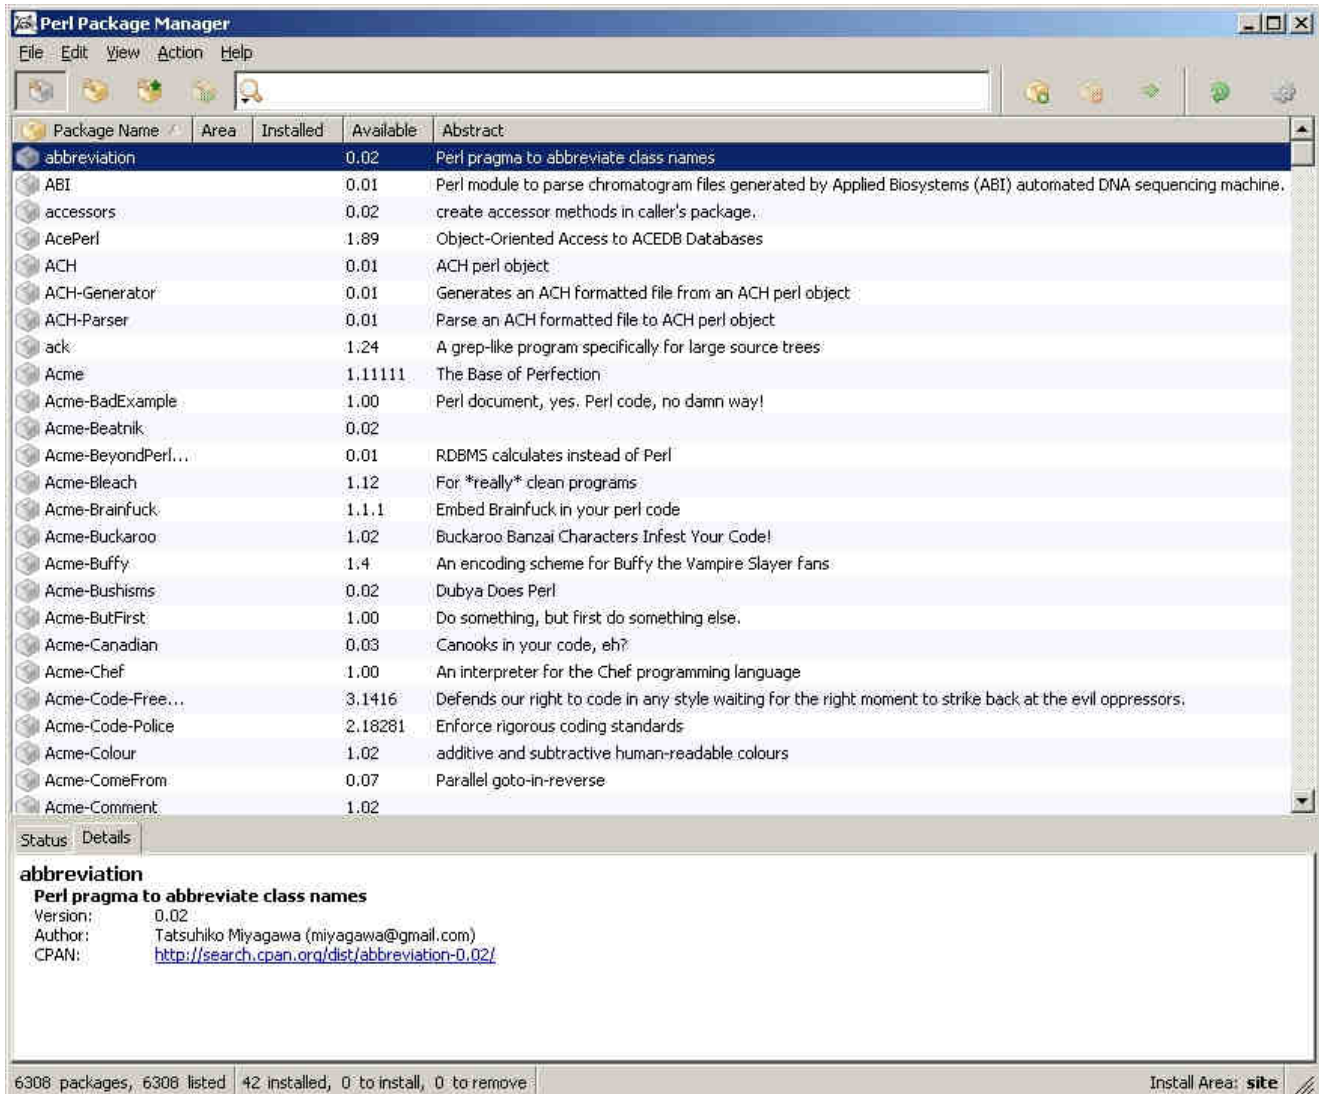 Perl Package Manager
File Edit View Action Help
Package Name Area Installed Available Abstract
abbreviation 0.02 Perl pragma to abbreviate class names
ABI 0.01 Perl module to parse chromatogram files generated by Applied Biosystems (ABI) automated DNA sequencing machine.
accessors 0.02 create accessor methods in caller's package.
AcePerl 1.89 Object-Oriented Access to ACEDB Databases
ACH 0.01 ACH perl object
ACH-Generator 0.01 Generates an ACH formatted file from an ACH perl object
ACH-Parser 0.01 Parse an ACH formatted file to ACH perl object
ack 1.24 A grep-like program specifically for large source trees
Acme 1.11111 The Base of Perfection
Acme-BadExample 1.00 Perl document, yes. Perl code, no damn way!
Acme-Beatnik 0.02
Acme-BeyondPerl... 0.01 RDBMS calculates instead of Perl
Acme-Bleach 1.12 For *really* clean programs
Acme-Brainfuck 1.1.1 Embed Brainfuck in your perl code
Acme-Buckaroo 1.02 Buckaroo Banzai Characters Infest Your Code!
Acme-Buffy 1.4 An encoding scheme for Buffy the Vampire Slayer fans
Acme-Bushisms 0.02 Dubya Does Perl
Acme-ButFirst 1.00 Do something, but first do something else.
Acme-Canadian 0.03 Canooks in your code, eh?
Acme-Chef 1.00 An interpreter for the Chef programming language
Acme-Code-Free... 3.1416 Defends our right to code in any style waiting for the right moment to strike back at the evil oppressors.
Acme-Code-Police 2.18281 Enforce rigorous coding standards
Acme-Colour 1.02 additive and subtractive human-readable colours
Acme-ComeFrom 0.07 Parallel goto-in-reverse
Acme-Comment 1.02
Status Details
abbreviation
Perl pragma to abbreviate class names
Version: 0.02
Author: Tatsuhiko Miyagawa (miyagawa@gmail.com)
CPAN: http://search.cpan.org/dist/abbreviation-0.02/
6308 packages, 6308 listed 42 installed, 0 to install, 0 to remove Install Area: site